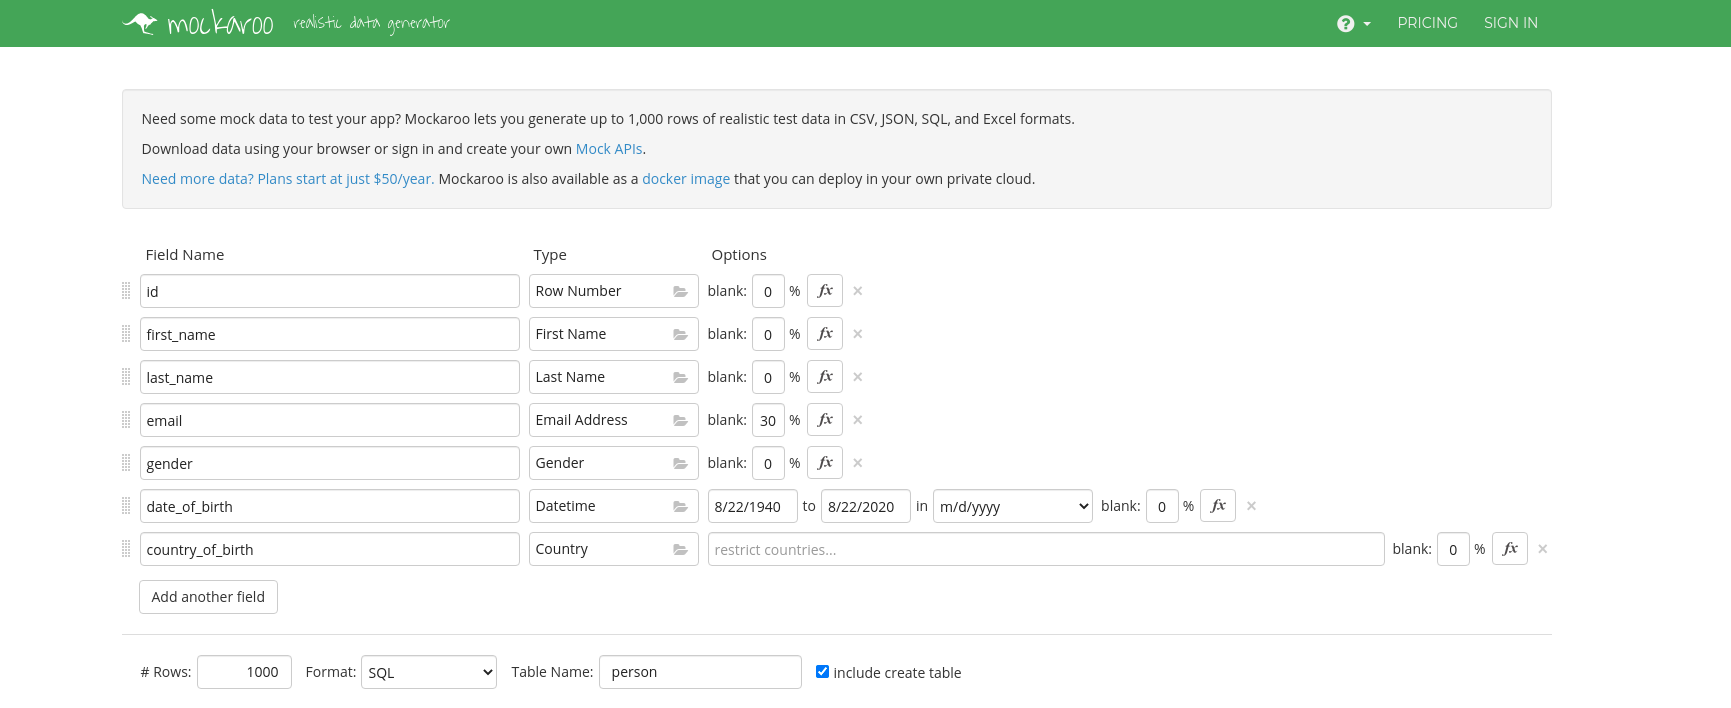 mockaroo realistic data generator PRICING SIGN IN
Need some mock data to test your app? Mockaroo lets you generate up to 1,000 rows of realistic test data in CSV, JSON, SQL, and Excel formats.
Download data using your browser or sign in and create your own Mock APIs.
Need more data? Plans start at just $50/year. Mockaroo is also available as a docker image that you can deploy in your own private cloud.
Field Name Type Options
id Row Number blank: 0 % fx ×
first_name First Name blank: 0 % fx ×
last_name Last Name blank: 0 % fx ×
email Email Address blank: 30 % fx ×
gender Gender blank: 0 % fx ×
date_of_birth Datetime 8/22/1940 to 8/22/2020 in m/d/yyyy blank: 0 % fx ×
country_of_birth Country restrict countries... blank: 0 % fx ×
Add another field
# Rows: 1000 Format: SQL Table Name: person include create table